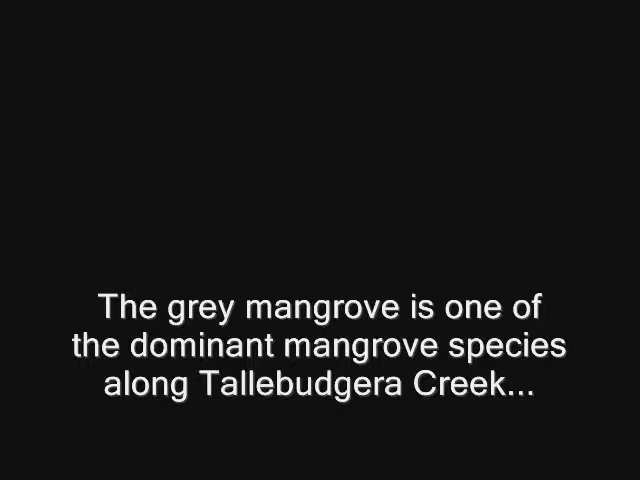 The grey mangrove is one of
the dominant mangrove species
along Tallebudgera Creek...